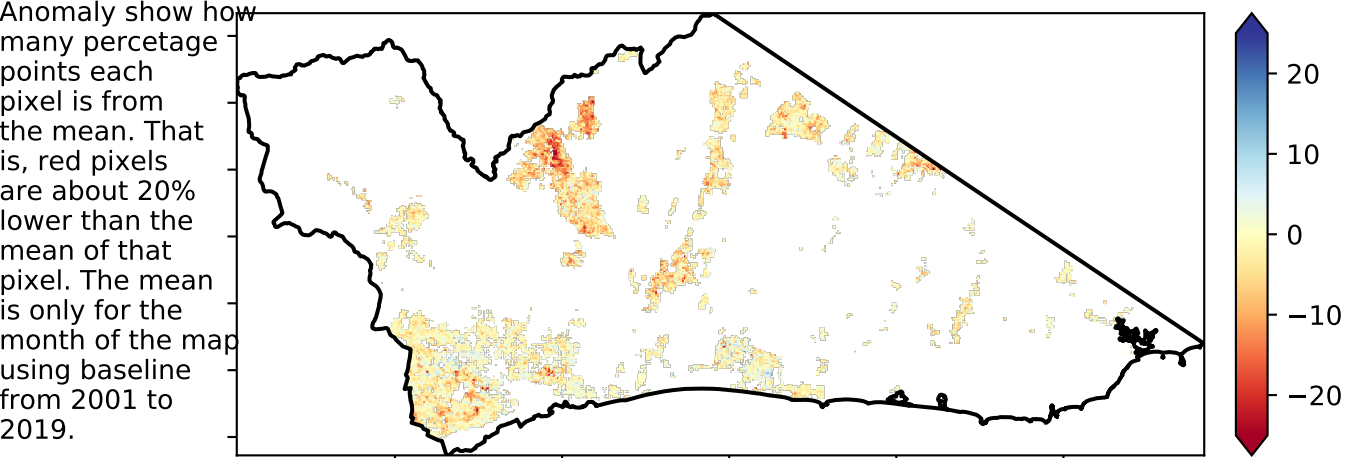 Anomaly show how
many percetage
points each
pixel is from
the mean. That
is, red pixels
are about 20%
lower than the
mean of that
pixel. The mean
is only for the
month of the map
using baseline
from 2001 to
2019.
20
10
0
−10
−20